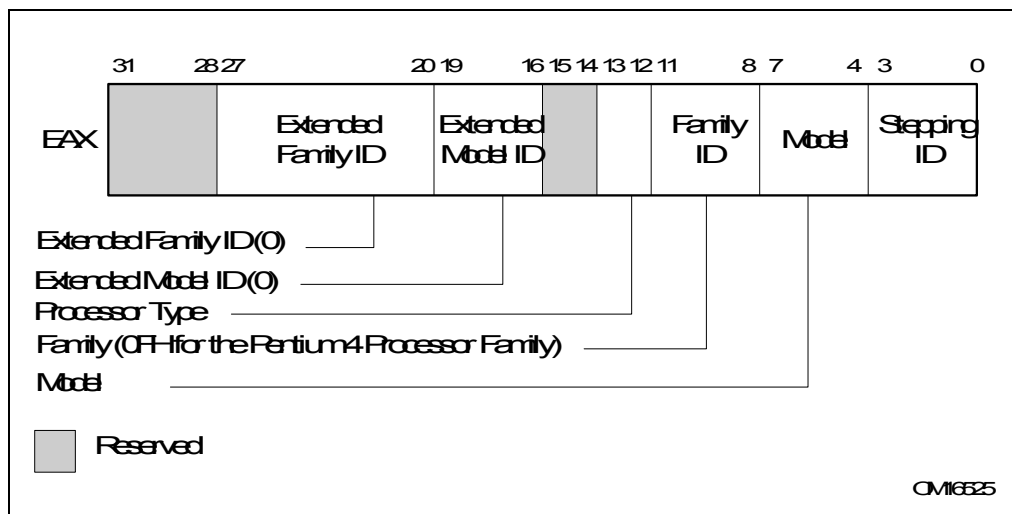 31 28 27 20 19 16 15 14 13 12 11 8 7 4 3 0
EAX
Extended Family ID
Extended Model ID
Family ID
Model
Stepping ID
Extended Family ID (0)
Extended Model ID (0)
Processor Type
Family (0FH for the Pentium 4 Processor Family)
Model
Reserved
OM16525